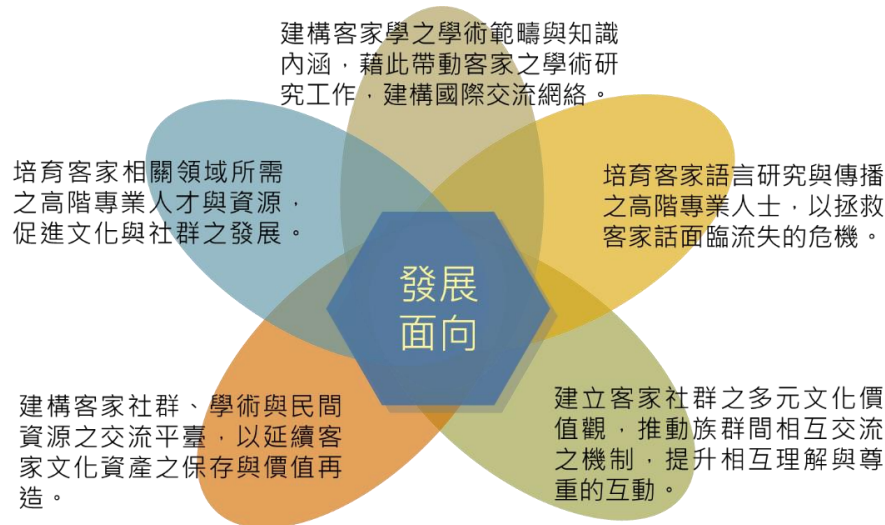 建構客家學之學術範疇與知識
內涵，藉此帶動客家之學術研
究工作，建構國際交流網絡。
培育客家相關領域所需
之高階專業人才與資源，
促進文化與社群之發展。
培育客家語言研究與傳播
之高階專業人士，以拯救
客家話面臨流失的危機。
發展
面向
建構客家社群、學術與民間
資源之交流平臺，以延續客
家文化資產之保存與價值再
造。
建立客家社群之多元文化價
值觀，推動族群間相互交流
之機制，提升相互理解與尊
重的互動。